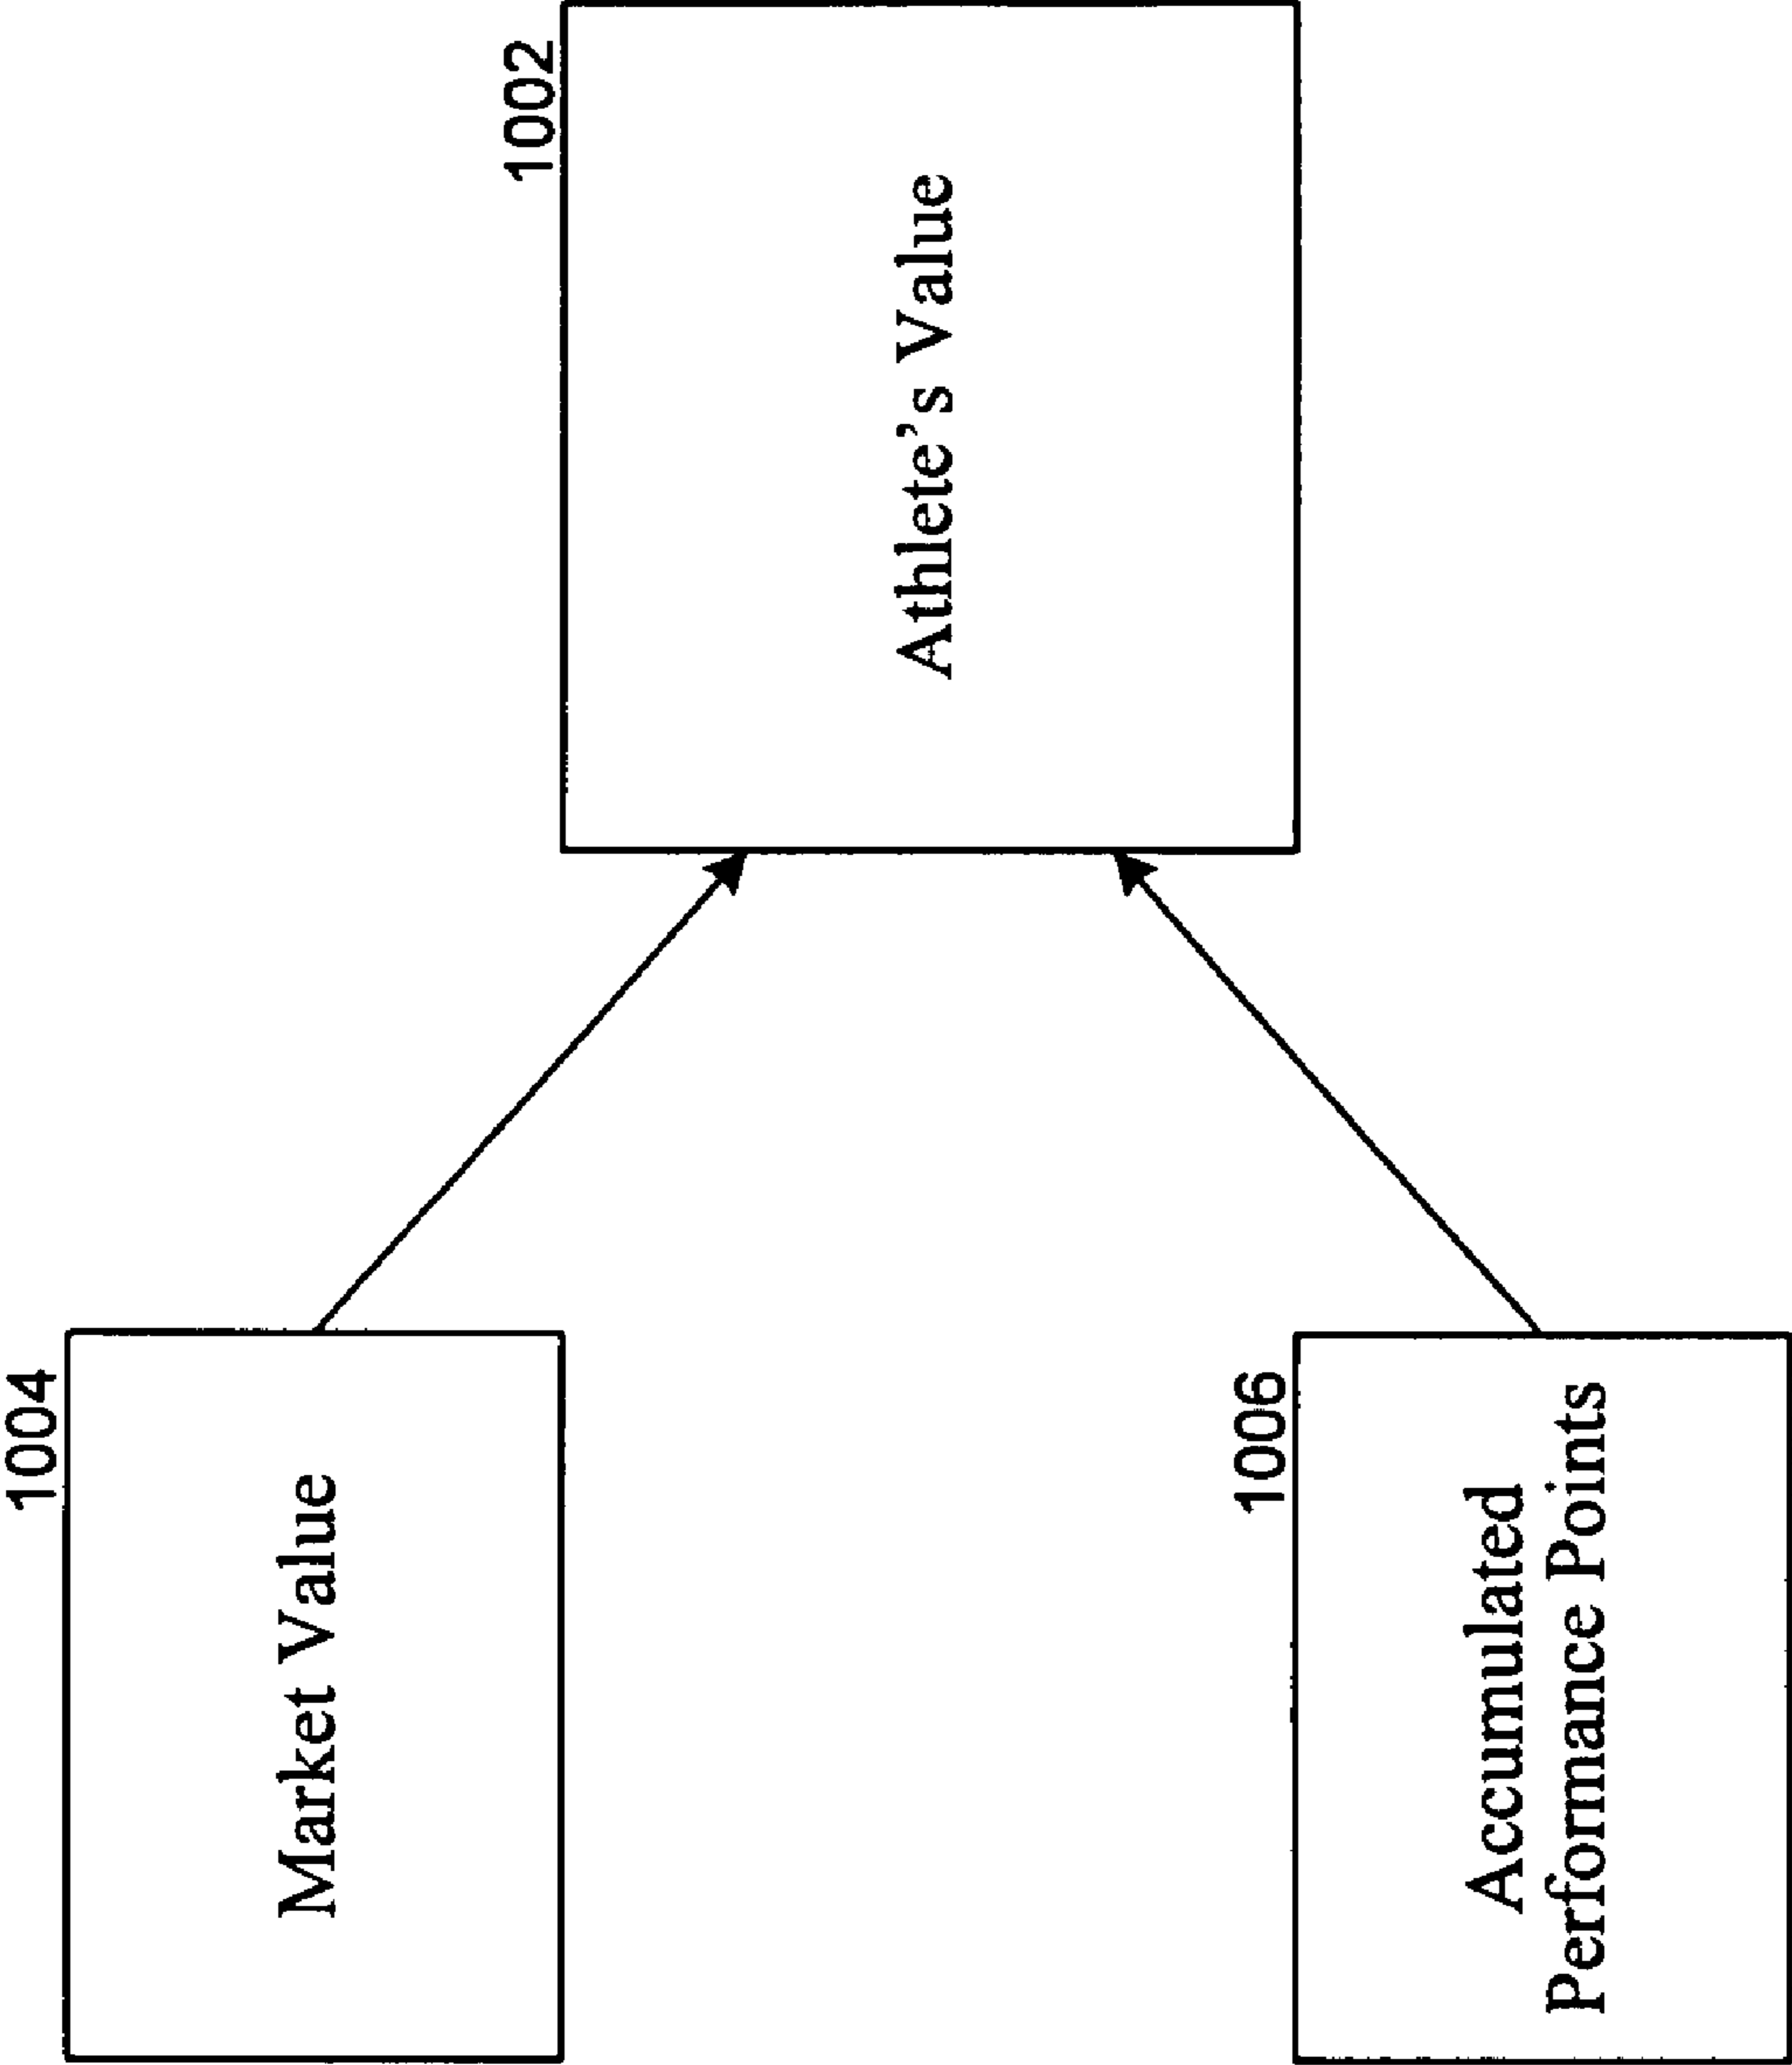 1004
Market Value
1002
Athlete’s Value
1006
Accumulated
Performance Points